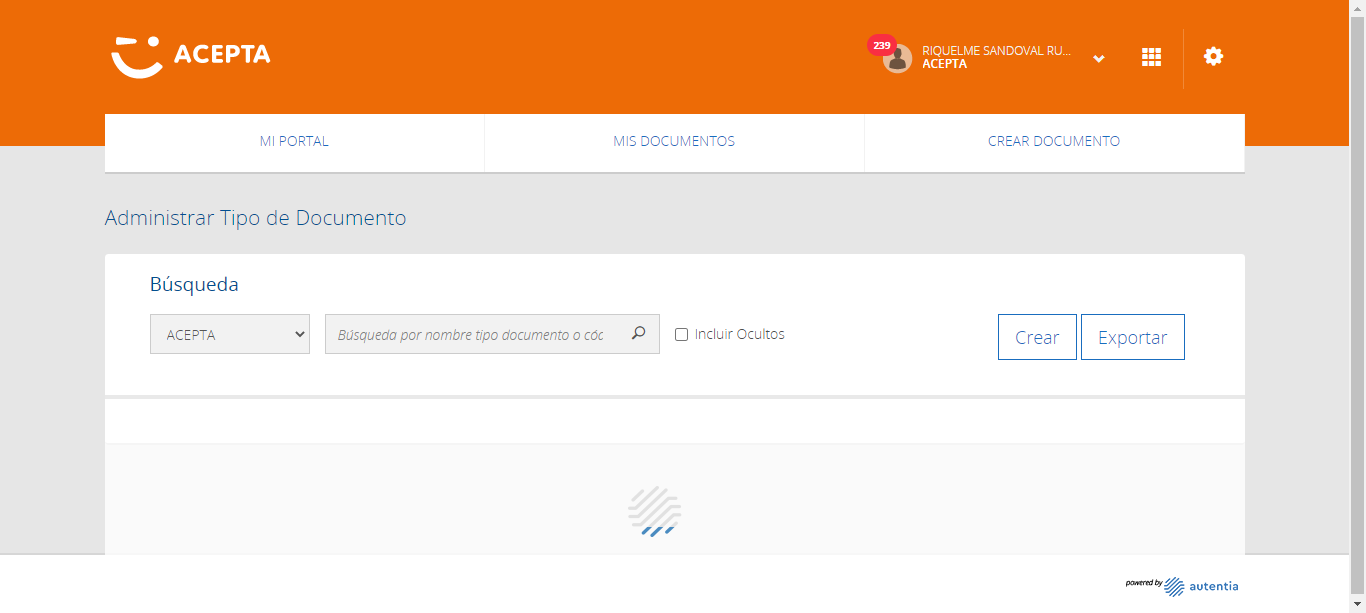 ACEPTA
239
RIQUELME SANDOVAL RU...
ACEPTA
MI PORTAL
MIS DOCUMENTOS
CREAR DOCUMENTO
Administrar Tipo de Documento
Búsqueda
ACEPTA
Búsqueda por nombre tipo documento o cóc
Incluir Ocultos
Crear
Exportar
powered by autentia